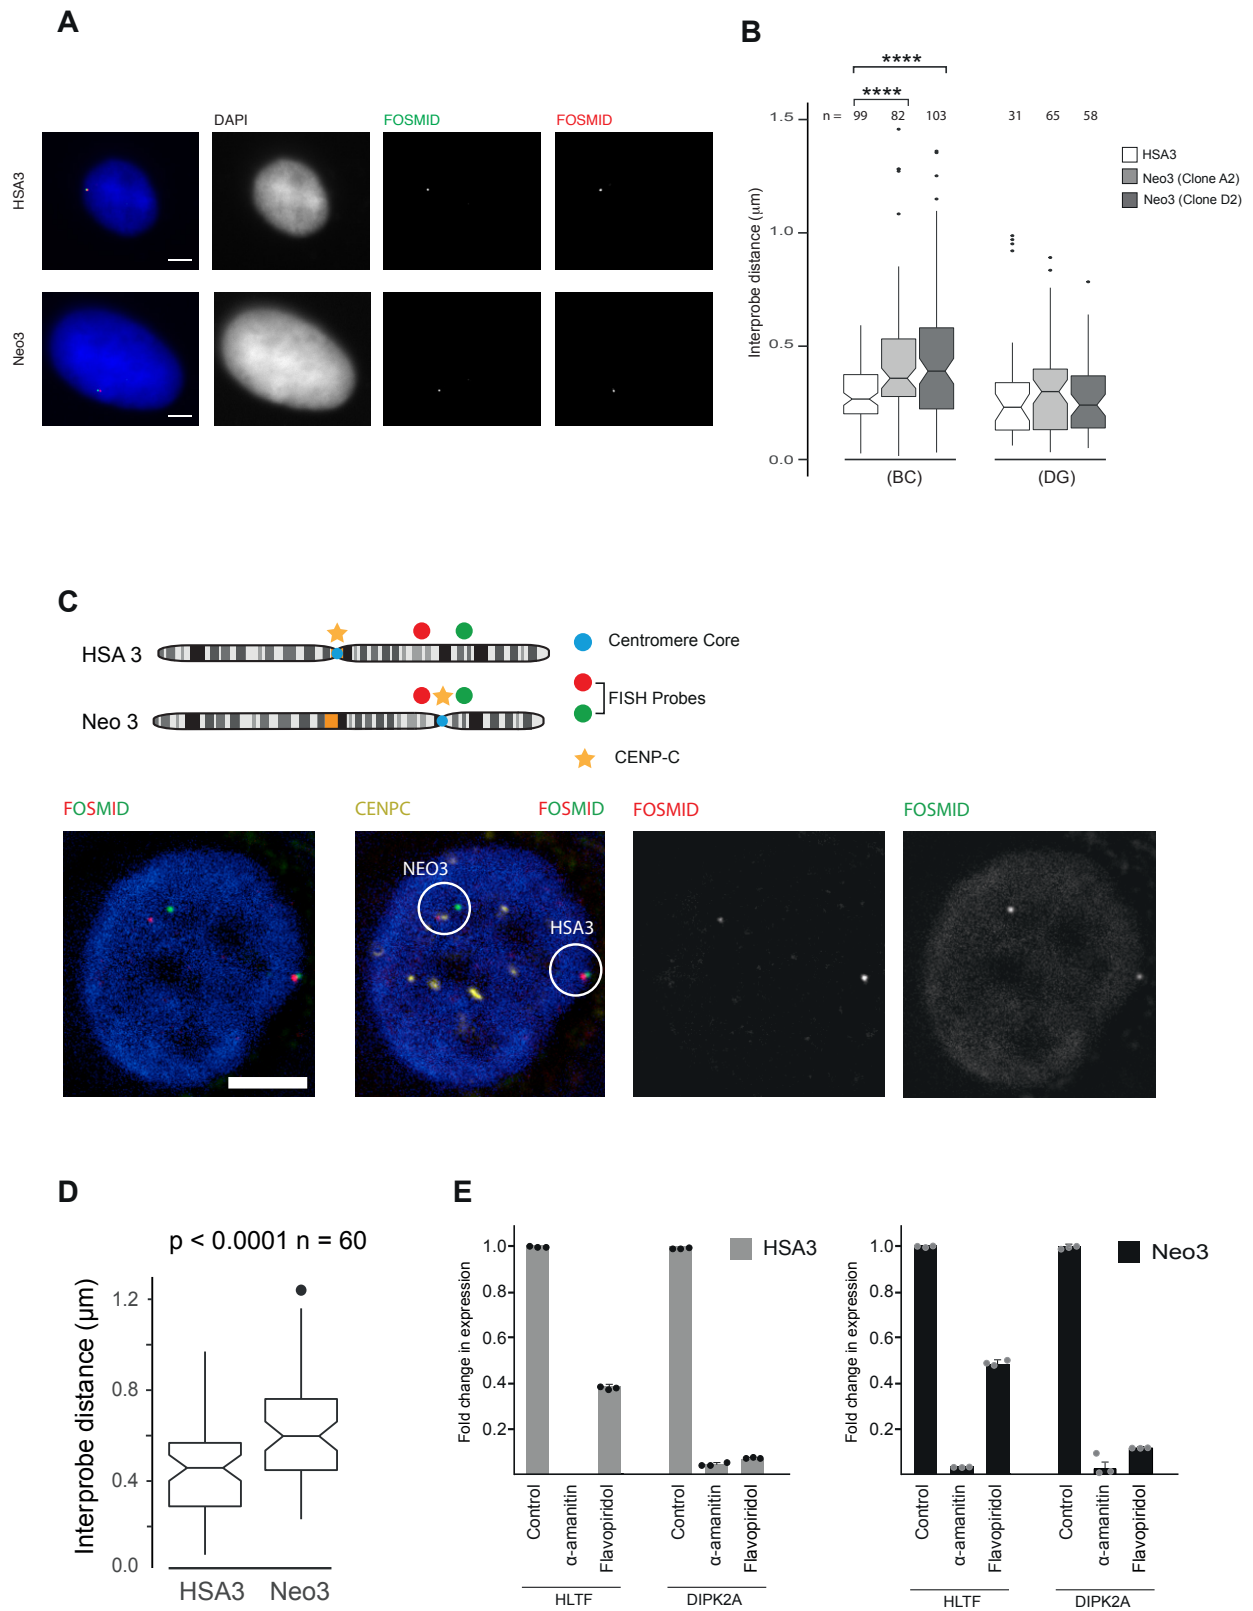 A
DAPI
FOSMID
FOSMID
HSA3
Neo3
B
****
****
n = 99 82 103 31 65 58
Interprobe distance (μm)
1.5
1.0
0.5
0.0
HSA3
Neo3 (Clone A2)
Neo3 (Clone D2)
(BC)
(DG)
C
HSA 3
Neo 3
Centromere Core
FISH Probes
CENP-C
FOSMID
CENPC
FOSMID
FOSMID
FOSMID
NEO3
HSA3
D
p < 0.0001 n = 60
Interprobe distance (μm)
1.2
0.8
0.4
0.0
HSA3
Neo3
E
Fold change in expression
1.0
0.8
0.6
0.4
0.2
HSA3
Control
α-amanitin
Flavopiridol
Control
α-amanitin
Flavopiridol
HLTF
DIPK2A
Fold change in expression
1.0
0.8
0.6
0.4
0.2
Neo3
Control
α-amanitin
Flavopiridol
Control
α-amanitin
Flavopiridol
HLTF
DIPK2A